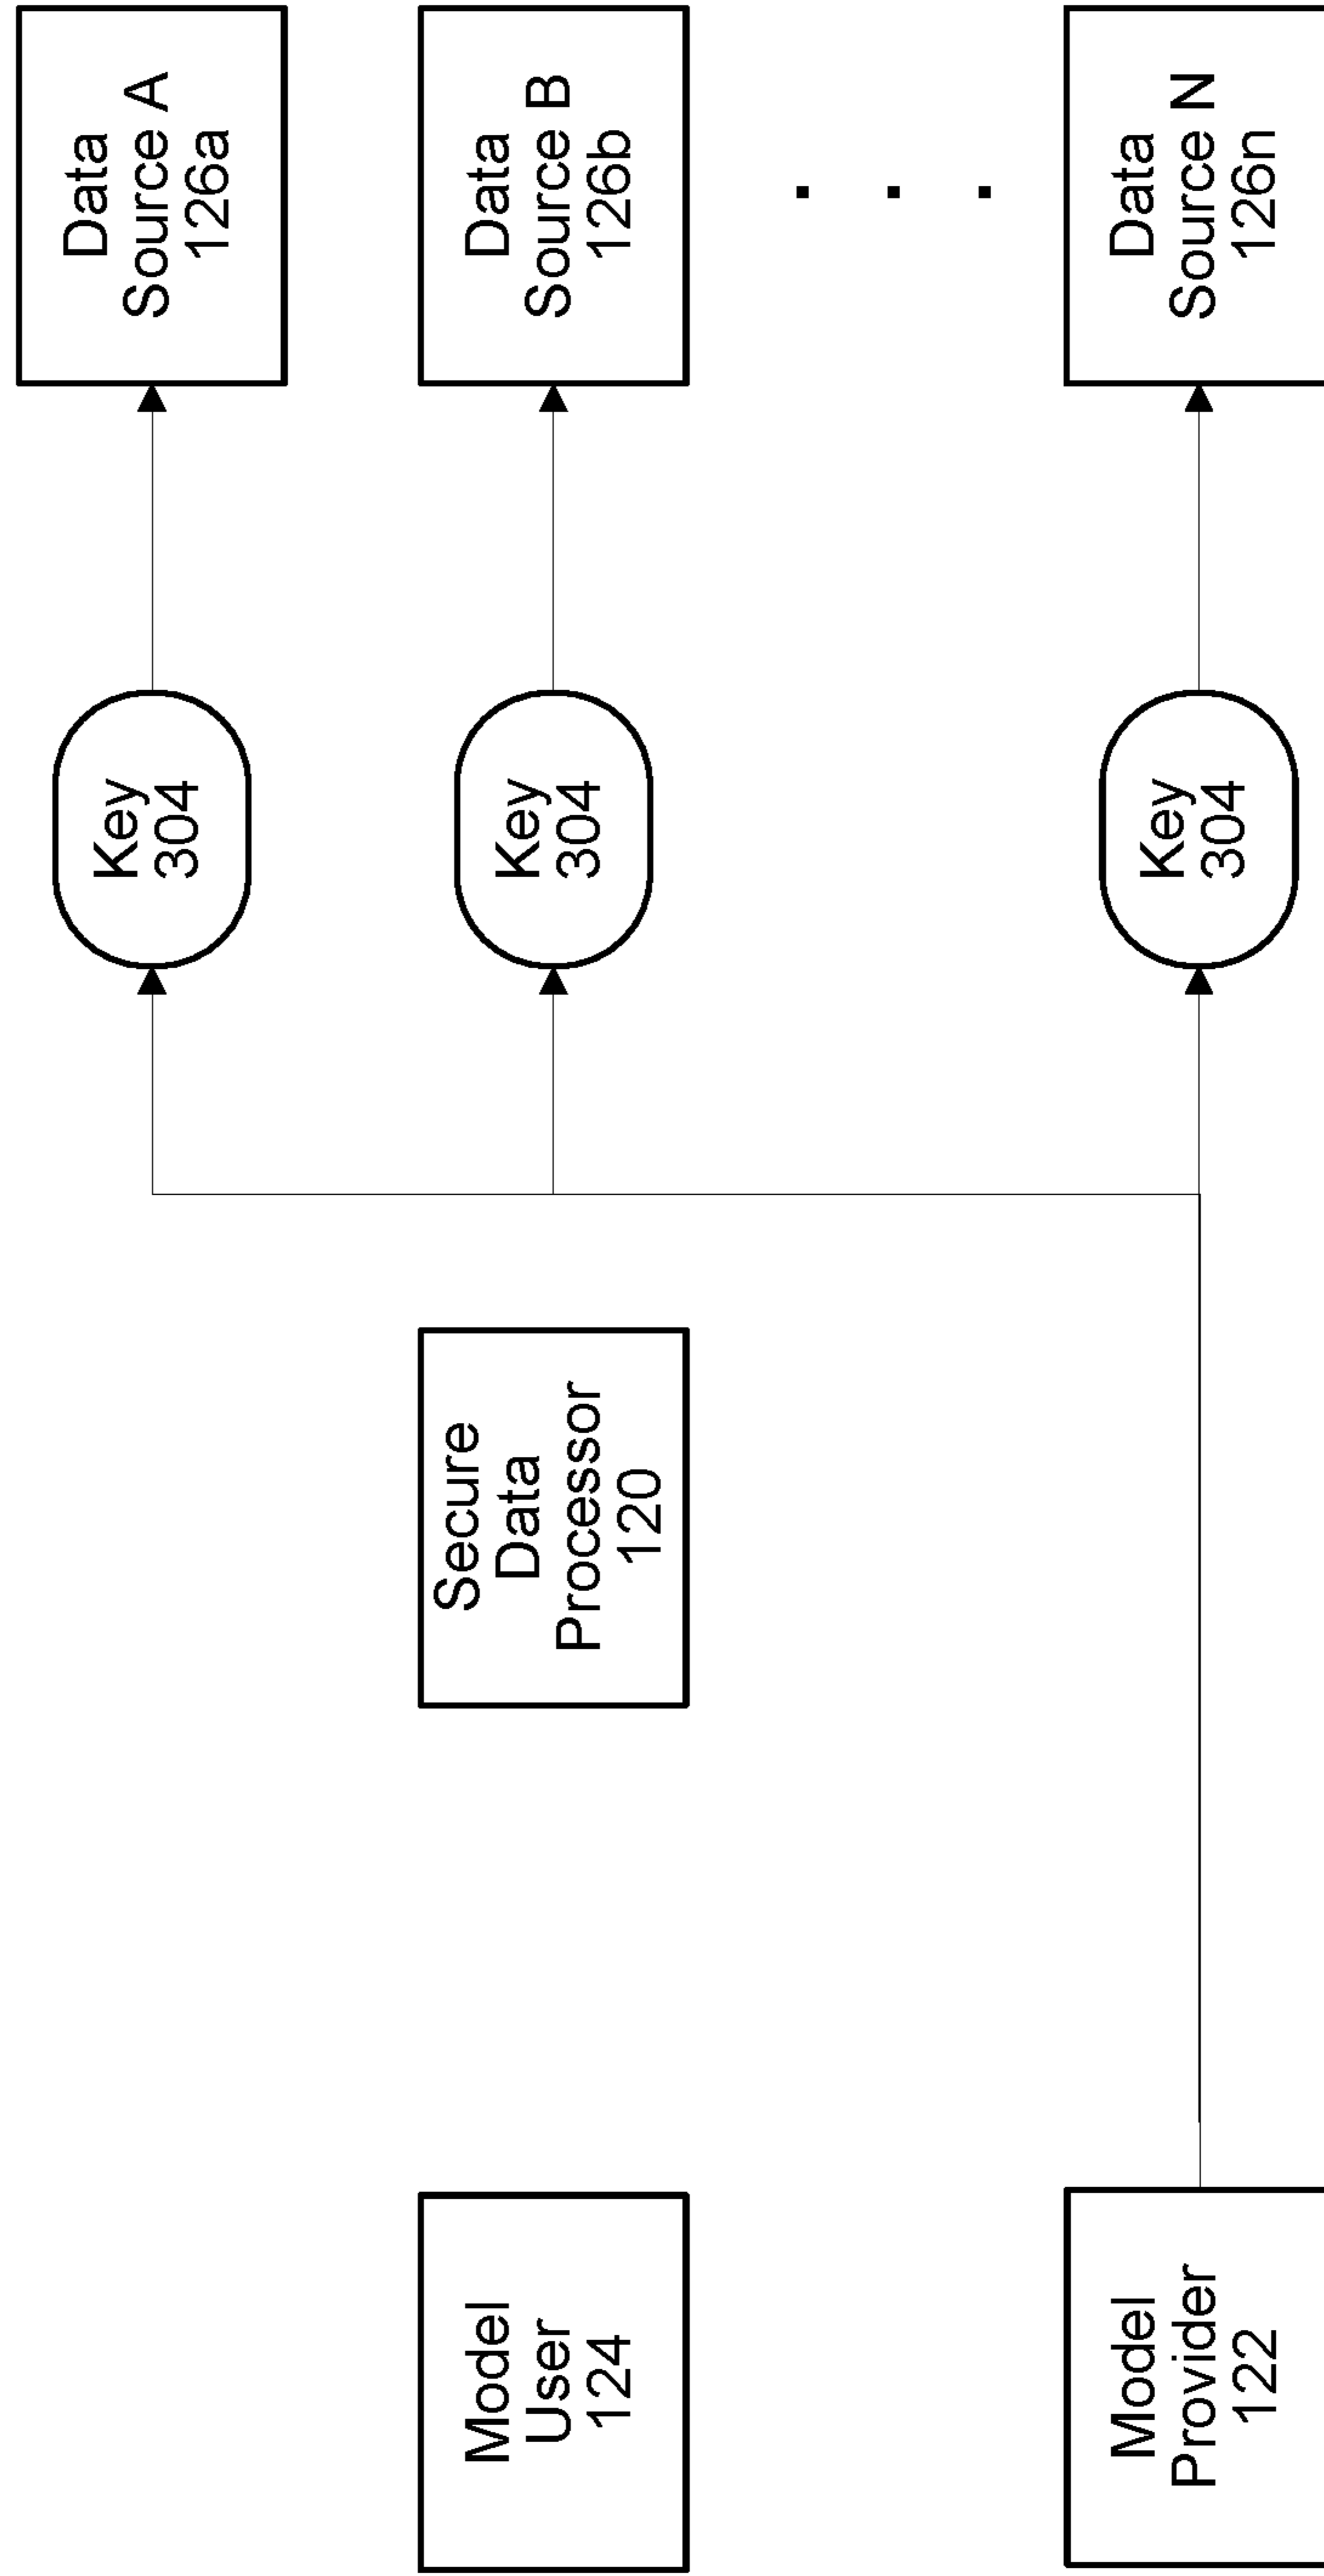 Data
Source A
126a
Data
Source B
126b
. . .
Data
Source N
126n
Key
304
Key
304
Key
304
Secure
Data
Processor
120
Model
User
124
Model
Provider
122